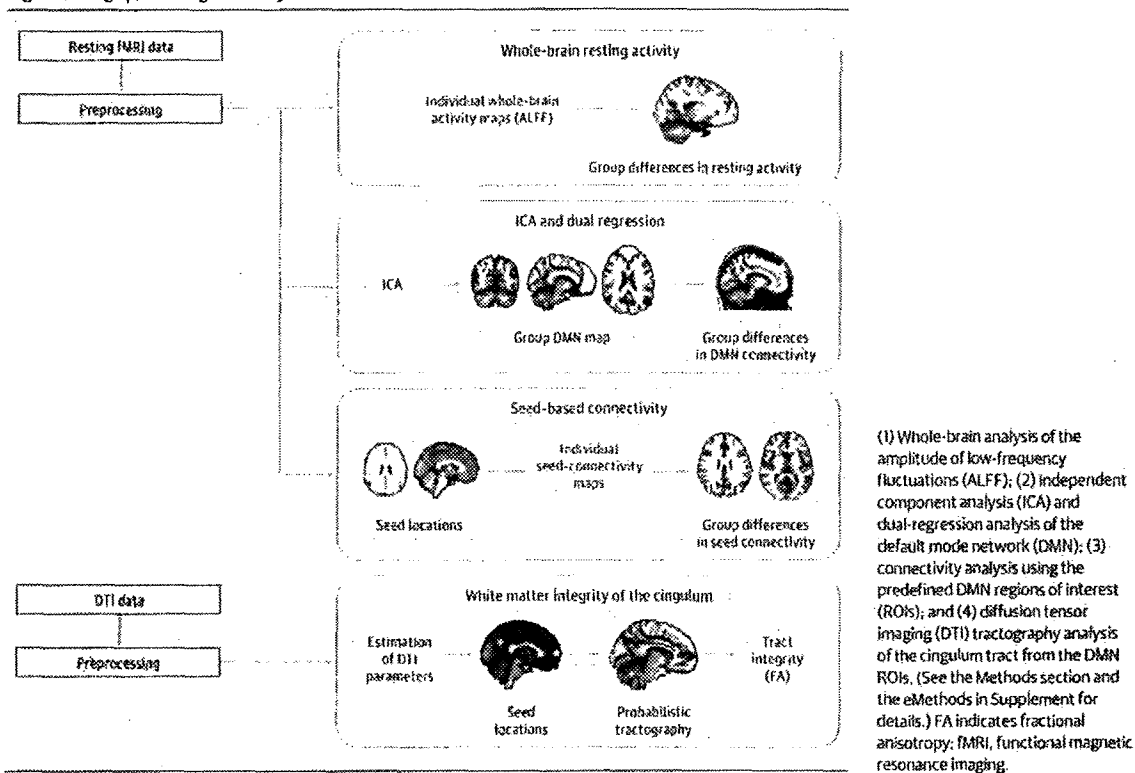 Resting fMRI data
Preprocessing
Whole-brain resting activity
Individual whole-brain
activity maps (ALFF)
Group differences in resting activity
ICA and dual regression
ICA
Group DMN map
Group differences
in DMN connectivity
Seed-based connectivity
Individual
seed-connectivity
maps
Seed locations
Group differences
in seed connectivity
DTI data
Preprocessing
White matter integrity of the cingulum
Estimation
of DTI
parameters
Seed
locations
Probabilistic
tractography
Tract
integrity
(FA)
(1) Whole-brain analysis of the
amplitude of low-frequency
fluctuations (ALFF); (2) independent
component analysis (ICA) and
dual-regression analysis of the
default mode network (DMN); (3)
connectivity analysis using the
predefined DMN regions of interest
(ROIs); and (4) diffusion tensor
imaging (DTI) tractography analysis
of the cingulum tract from the DMN
ROIs. (See the Methods section and
the eMethods in Supplement for
details.) FA indicates fractional
anisotropy; fMRI, functional magnetic
resonance imaging.